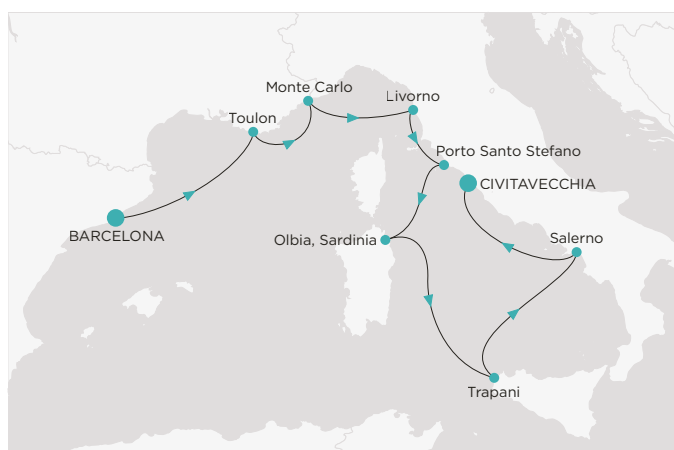 Monte Carlo
Livorno
Toulon
Porto Santo Stefano
CIVITAVECCHIA
BARCELONA
Olbia, Sardinia
Salerno
Trapani